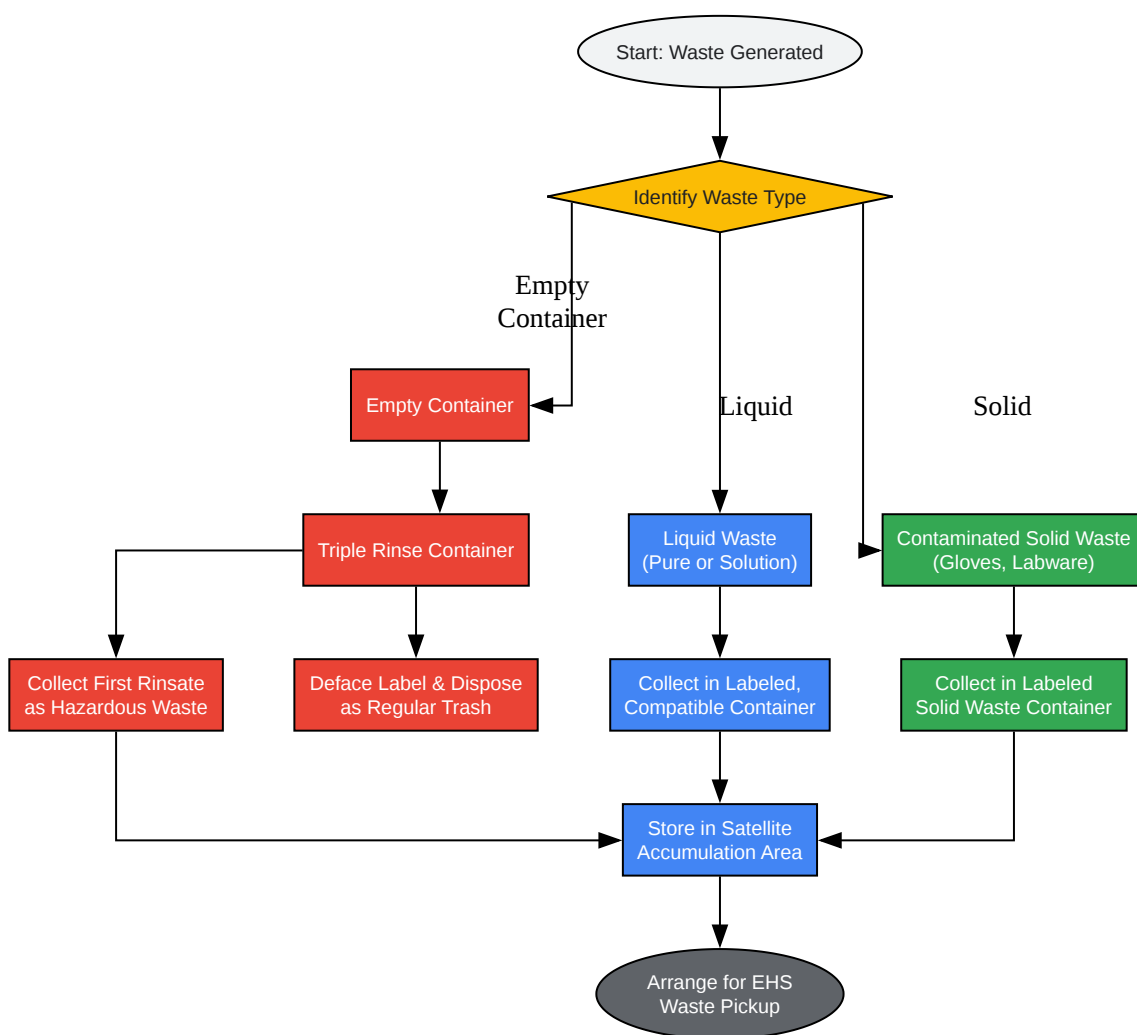 Start: Waste Generated
Identify Waste Type
Empty
Container
Empty Container
Liquid
Solid
Triple Rinse Container
Liquid Waste
(Pure or Solution)
Contaminated Solid Waste
(Gloves, Labware)
Collect First Rinsate
as Hazardous Waste
Deface Label & Dispose
as Regular Trash
Collect in Labeled,
Compatible Container
Collect in Labeled
Solid Waste Container
Store in Satellite
Accumulation Area
Arrange for EHS
Waste Pickup